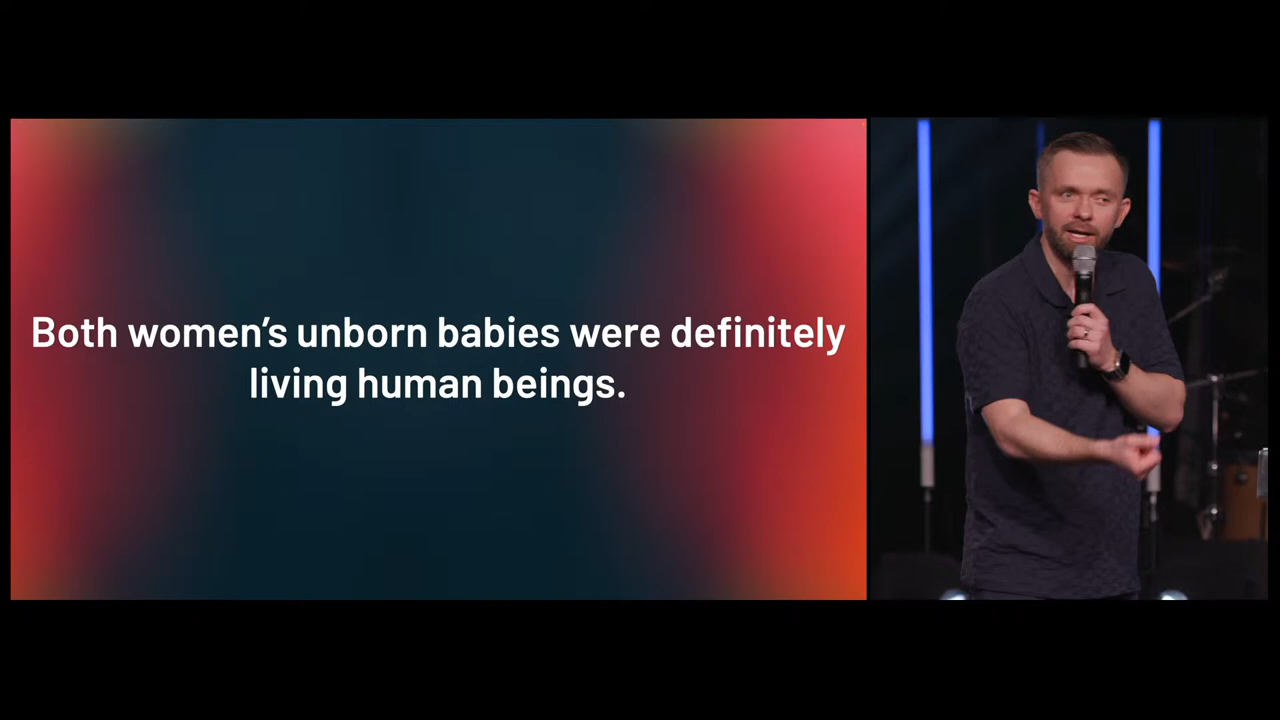 Both women’s unborn babies were definitely
living human beings.